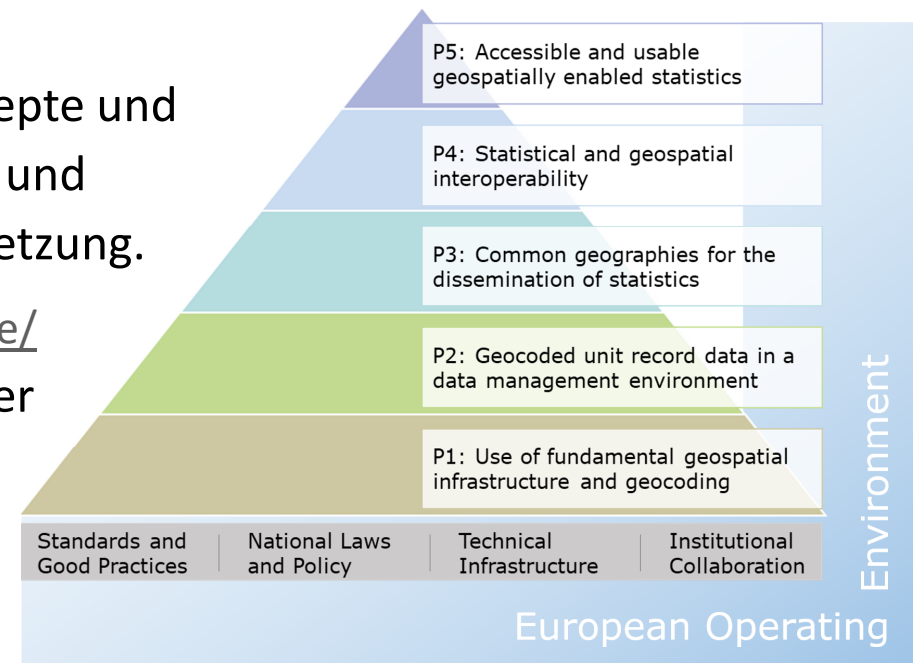 epte und
und
etzung.
e/
er
P5: Accessible and usable
geospatially enabled statistics
P4: Statistical and geospatial
interoperability
P3: Common geographies for the
dissemination of statistics
P2: Geocoded unit record data in a
data management environment
P1: Use of fundamental geospatial
infrastructure and geocoding
Standards and
Good Practices
National Laws
and Policy
Technical
Infrastructure
Institutional
Collaboration
European Operating
Environment